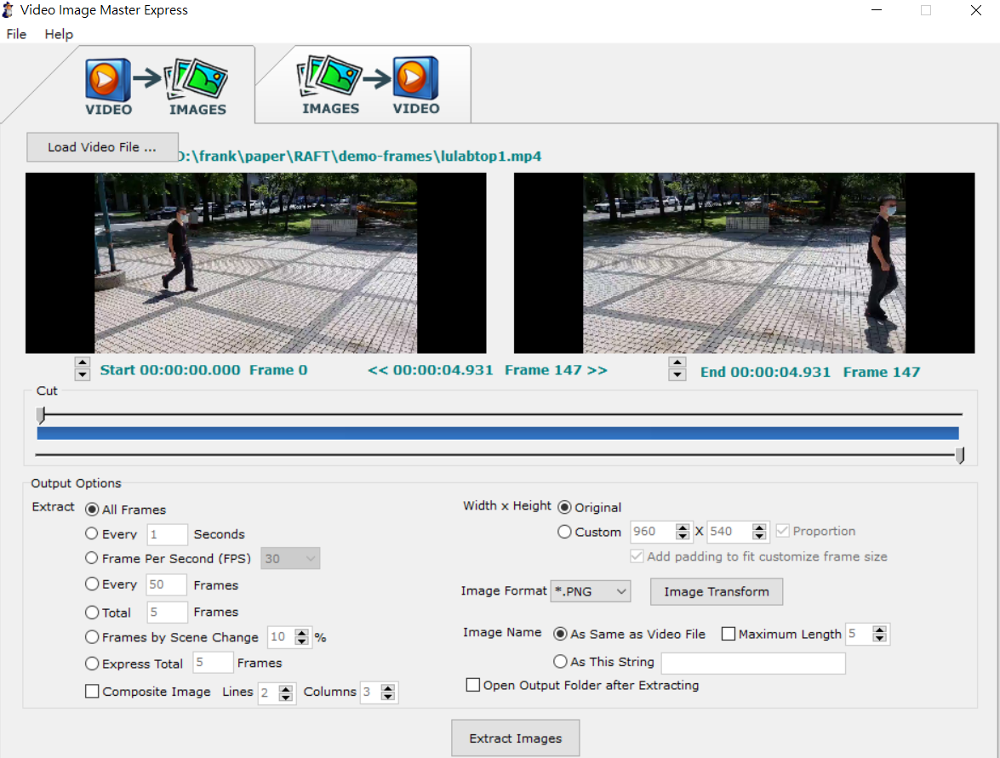 Video Image Master Express
File Help
VIDEO IMAGES IMAGES VIDEO
Load Video File ... D:\frank\paper\RAFT\demo-frames\lulabtop1.mp4
Start 00:00:00.000 Frame 0 << 00:00:04.931 Frame 147 >> End 00:00:04.931 Frame 147
Cut
Output Options
Extract All Frames
Every 1 Seconds
Frame Per Second (FPS) 30
Every 50 Frames
Total 5 Frames
Frames by Scene Change 10 %
Express Total 5 Frames
Composite Image Lines 2 Columns 3
Width x Height Original
Custom 960 X 540 Proportion
Add padding to fit customize frame size
Image Format *.PNG Image Transform
Image Name As Same as Video File Maximum Length 5
As This String
Open Output Folder after Extracting
Extract Images